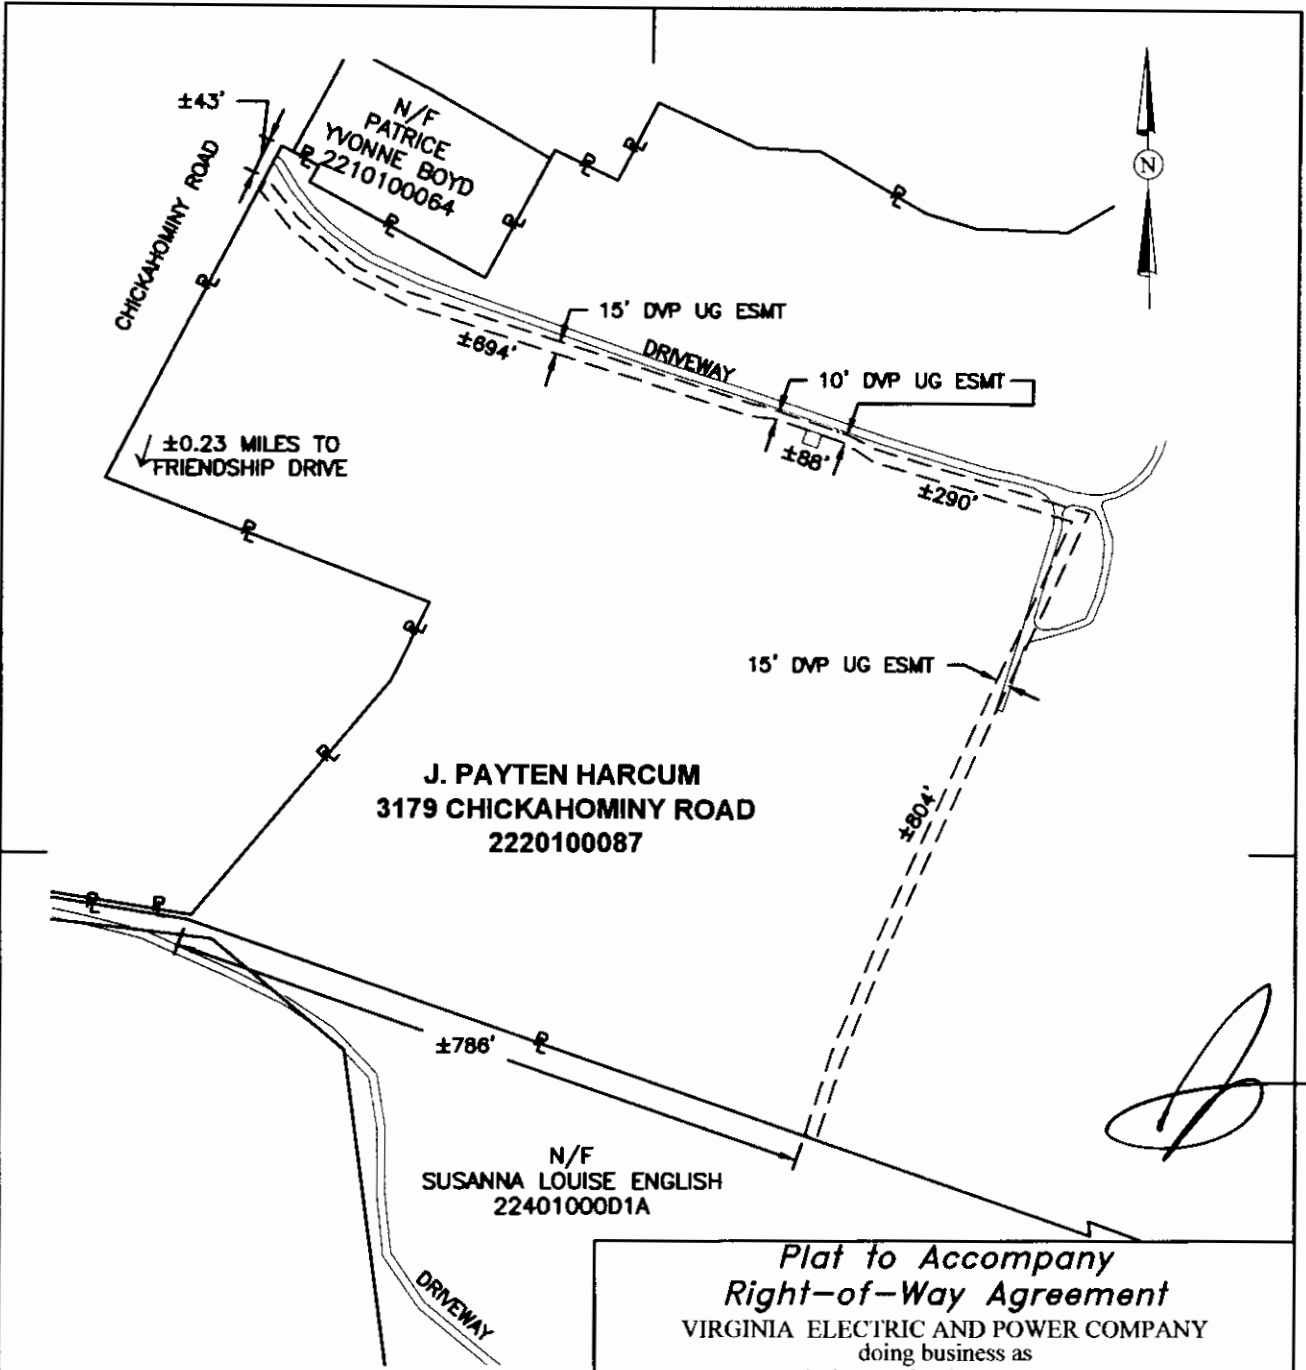 ±43'
N/F
PATRICE
YVONNE BOYD
2210100064
CHICKAHOMINY ROAD
N
15' DVP UG ESMT
±694'
DRIVEWAY
10' DVP UG ESMT
±88'
±290'
±0.23 MILES TO
FRIENDSHIP DRIVE
15' DVP UG ESMT
J. PAYTEN HARCUM
3179 CHICKAHOMINY ROAD
2220100087
±804'
±786'
N/F
SUSANNA LOUISE ENGLISH
22401000D1A
DRIVEWAY
Plat to Accompany
Right-of-Way Agreement
VIRGINIA ELECTRIC AND POWER COMPANY
doing business as